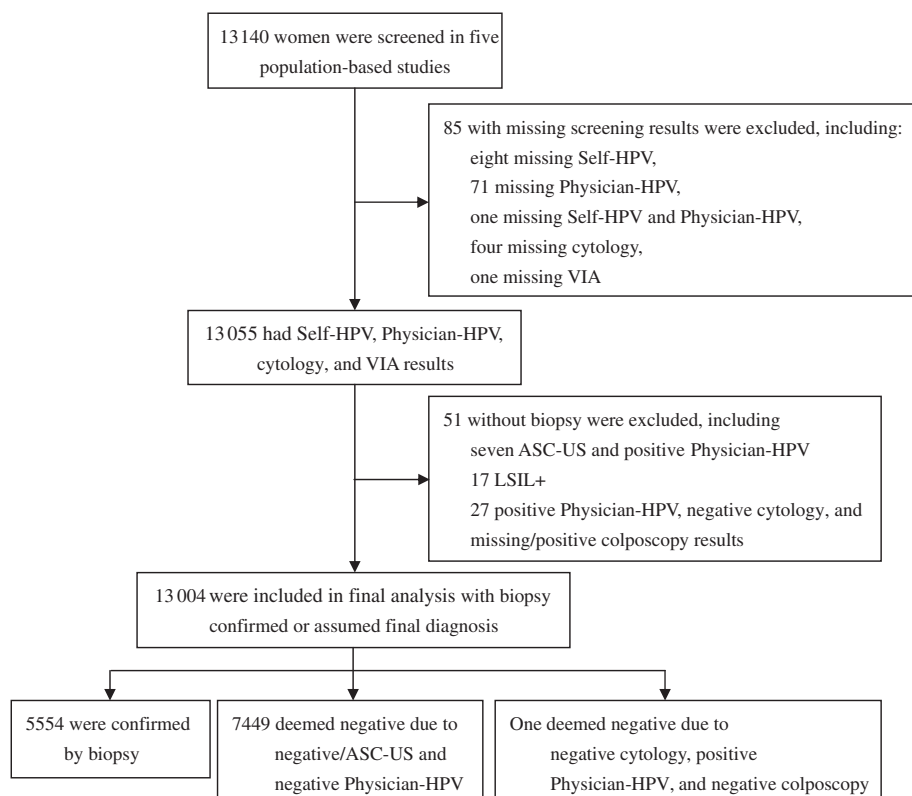 13 140 women were screened in five
population-based studies
85 with missing screening results were excluded, including:
eight missing Self-HPV,
71 missing Physician-HPV,
one missing Self-HPV and Physician-HPV,
four missing cytology,
one missing VIA
13 055 had Self-HPV, Physician-HPV,
cytology, and VIA results
51 without biopsy were excluded, including
seven ASC-US and positive Physician-HPV
17 LSIL+
27 positive Physician-HPV, negative cytology, and
missing/positive colposcopy results
13 004 were included in final analysis with biopsy
confirmed or assumed final diagnosis
5554 were confirmed
by biopsy
7449 deemed negative due to
negative/ASC-US and
negative Physician-HPV
One deemed negative due to
negative cytology, positive
Physician-HPV, and negative colposcopy